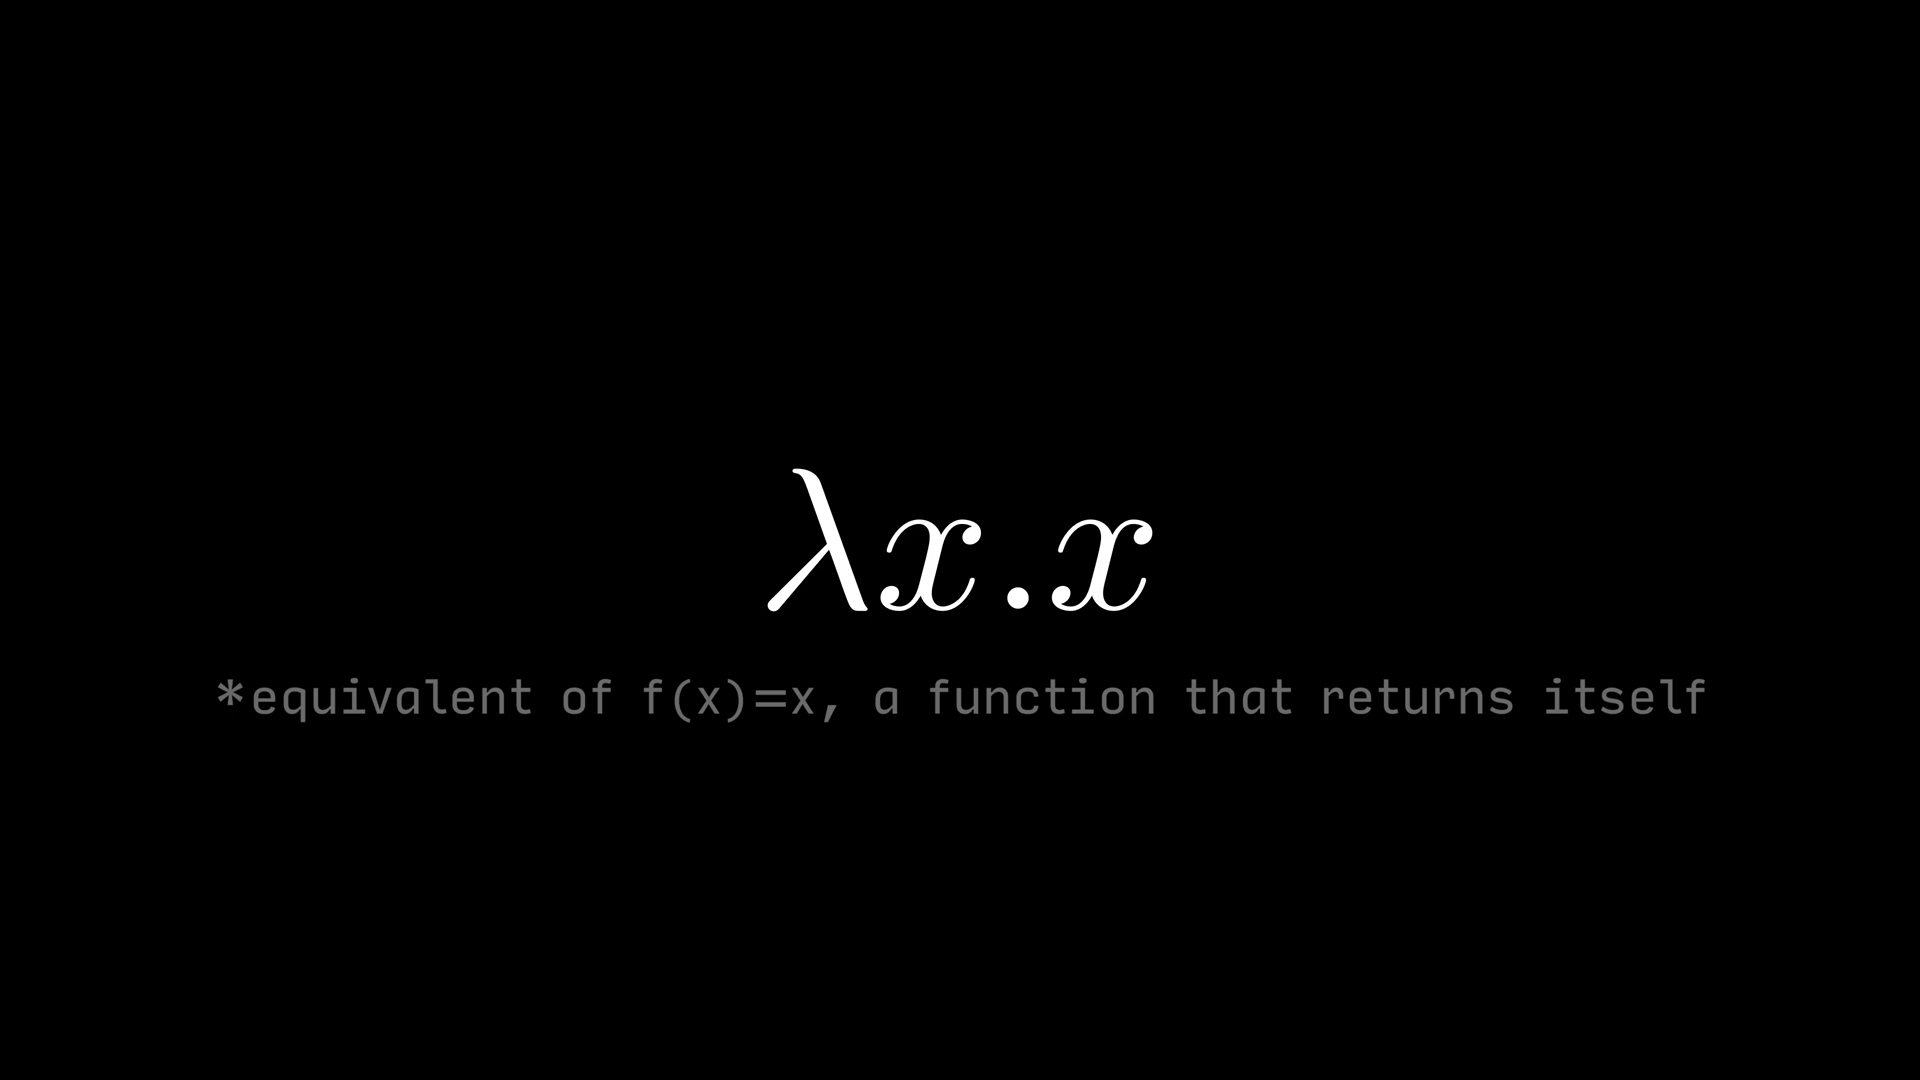 λx.x
*equivalent of f(x)=x, a function that returns itself